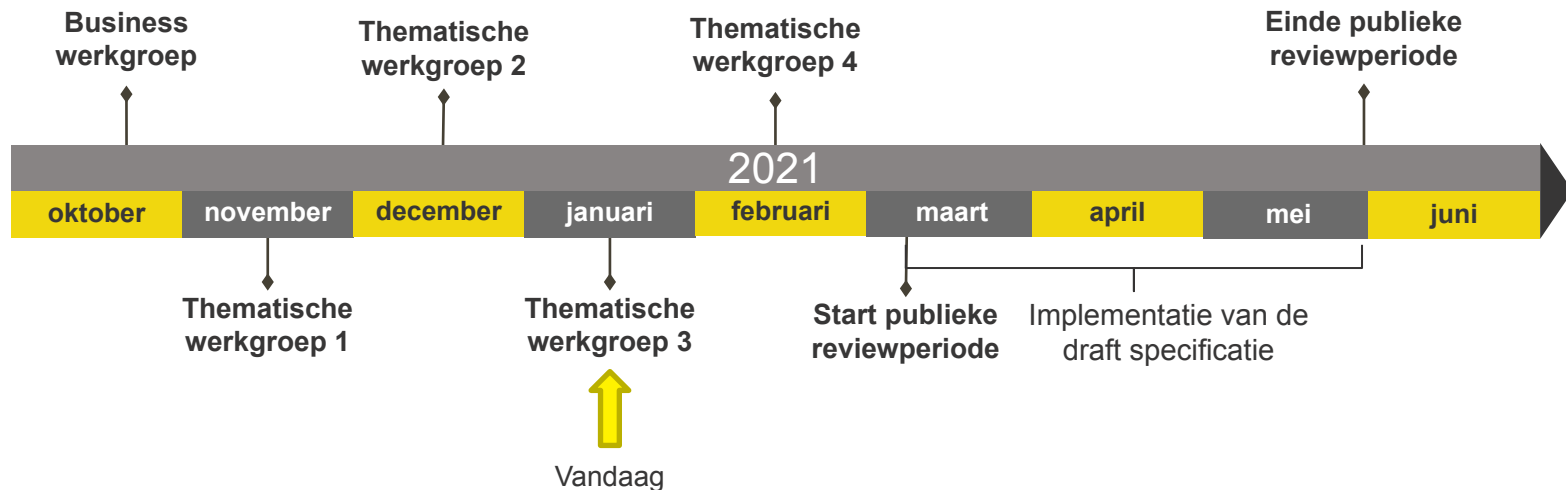 Business
werkgroep
Thematische
werkgroep 2
Thematische
werkgroep 4
Einde publieke
reviewperiode
2021
oktober
november
december
januari
februari
maart
april
mei
juni
Thematische
werkgroep 1
Thematische
werkgroep 3
Start publieke
reviewperiode
Implementatie van de
draft specificatie
Vandaag